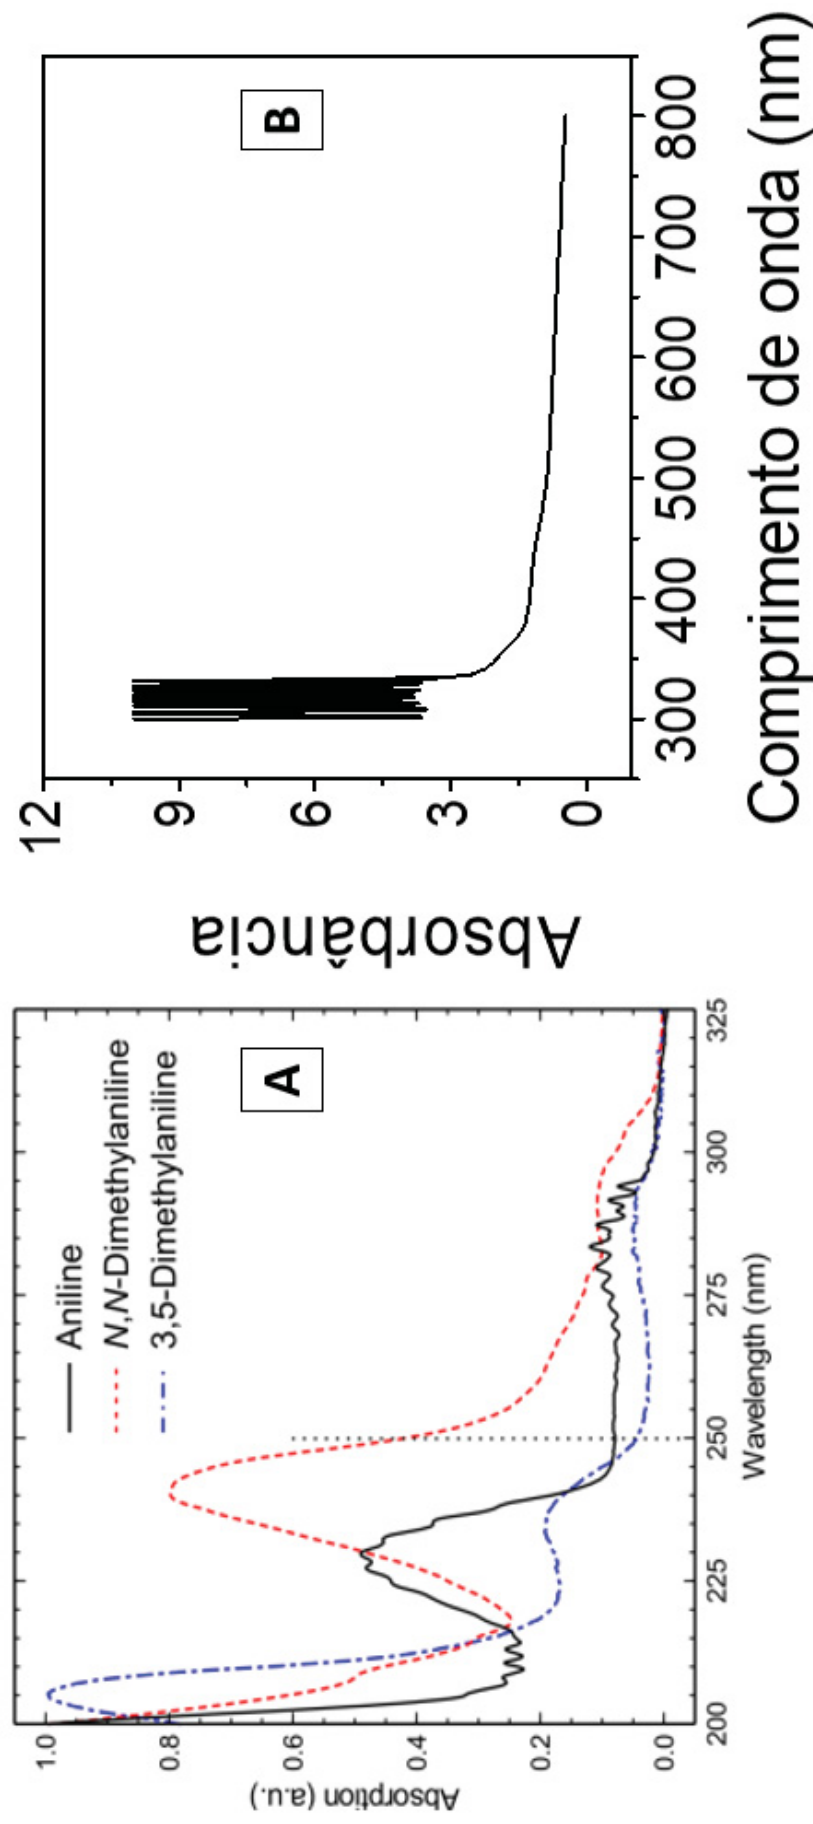 A
Aniline
N,N-Dimethylaniline
3,5-Dimethylaniline
1.0
0.8
0.6
0.4
0.2
0.0
Absorption (a.u.)
200
225
250
275
300
325
Wavelength (nm)
B
12
9
6
3
0
Absorbância
300
400
500
600
700
800
Comprimento de onda (nm)